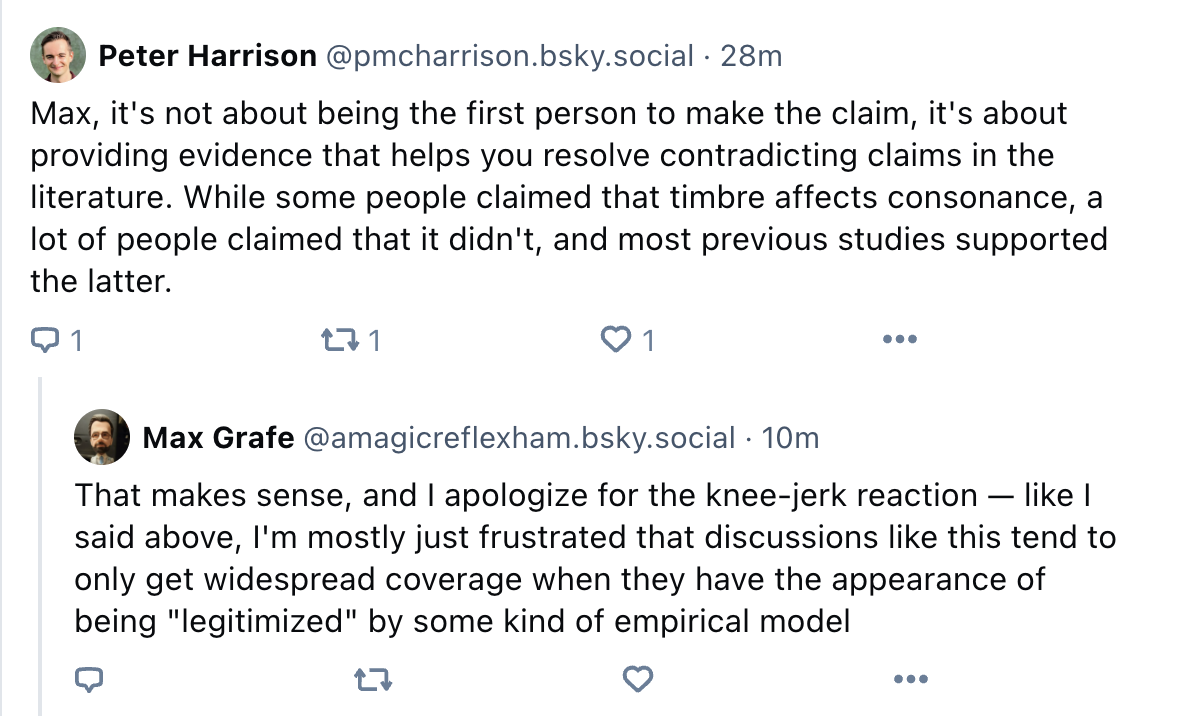 Peter Harrison @pmcharrison.bsky.social · 28m
Max, it's not about being the first person to make the claim, it's about
providing evidence that helps you resolve contradicting claims in the
literature. While some people claimed that timbre affects consonance, a
lot of people claimed that it didn't, and most previous studies supported
the latter.
1 1 1
Max Grafe @amagicreflexham.bsky.social · 10m
That makes sense, and I apologize for the knee-jerk reaction — like I
said above, I'm mostly just frustrated that discussions like this tend to
only get widespread coverage when they have the appearance of
being "legitimized" by some kind of empirical model